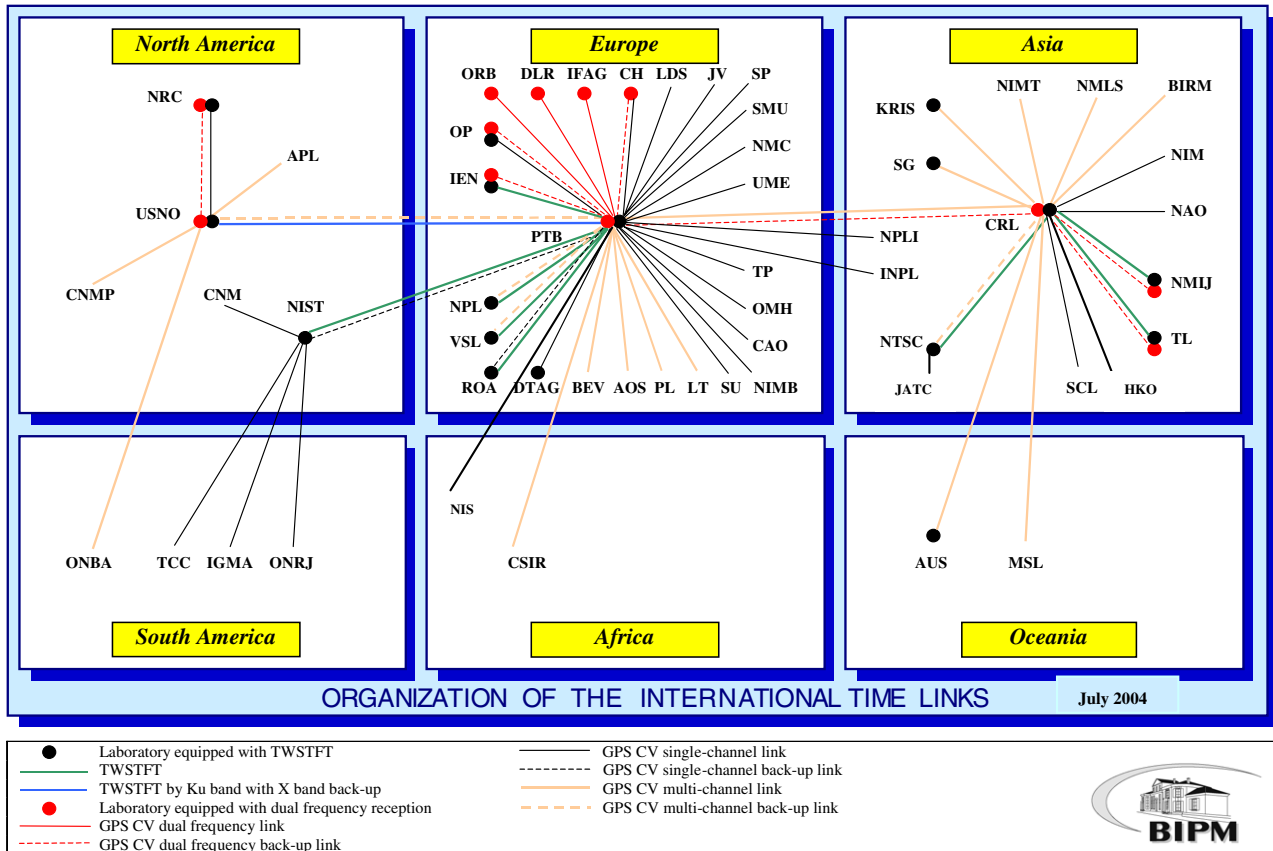 North America
NRC
APL
USNO
CNMP
CNM
NIST
Europe
ORB DLR IFAG CH LDS JV SP
SMU
OP
NMC
IEN
UME
PTB
NPLI
INPL
TP
NPL
OMH
VSL
CAO
ROA DTAG BEV AOS PL LT SU NIMB
Asia
NIMT NMLS BIRM
KRIS
NIM
SG
NAO
CRL
NMIJ
NTSC
TL
JATC
SCL
HKO
ONBA TCC IGMA ONRJ
South America
NIS
CSIR
Africa
AUS MSL
Oceania
ORGANIZATION OF THE INTERNATIONAL TIME LINKS
July 2004
Laboratory equipped with TWSTFT
TWSTFT
TWSTFT by Ku band with X band back-up
Laboratory equipped with dual frequency reception
GPS CV dual frequency link
GPS CV dual frequency back-up link
GPS CV single-channel link
GPS CV single-channel back-up link
GPS CV multi-channel link
GPS CV multi-channel back-up link
BIPM